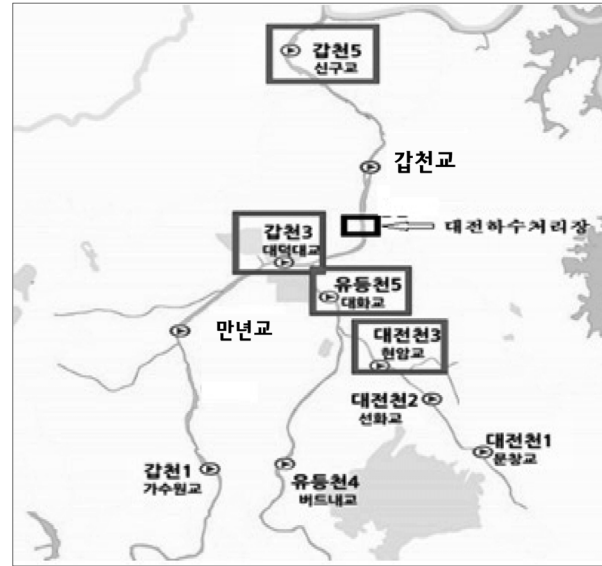 갑천5
신구교
갑천교
대전하수처리장
갑천3
대덕대교
유등천5
대화교
만년교
대전천3
현암교
대전천2
선화교
대전천1
문창교
갑천1
가수원교
유등천4
버드내교